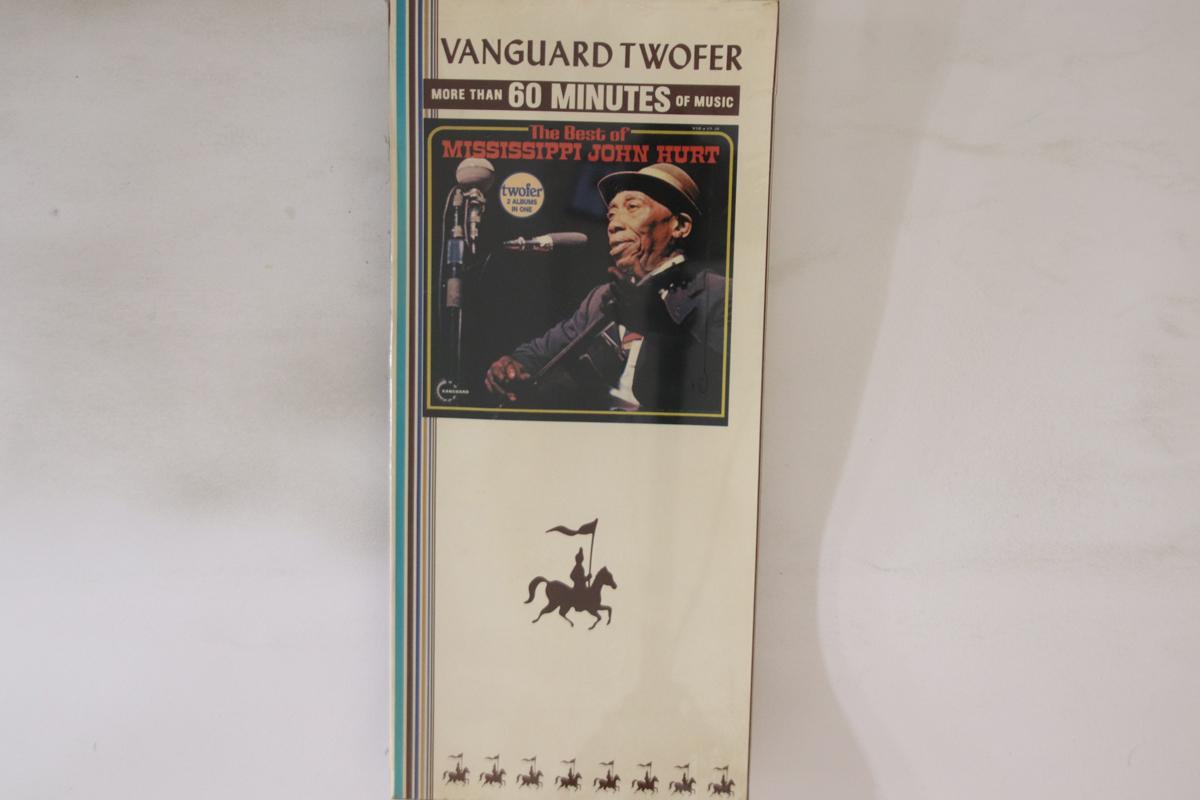 VANGUARD TWOFER
MORE THAN 60 MINUTES OF MUSIC
The Best of
MISSISSIPPI JOHN HURT
twofer
2 ALBUMS
IN ONE
VANGUARD